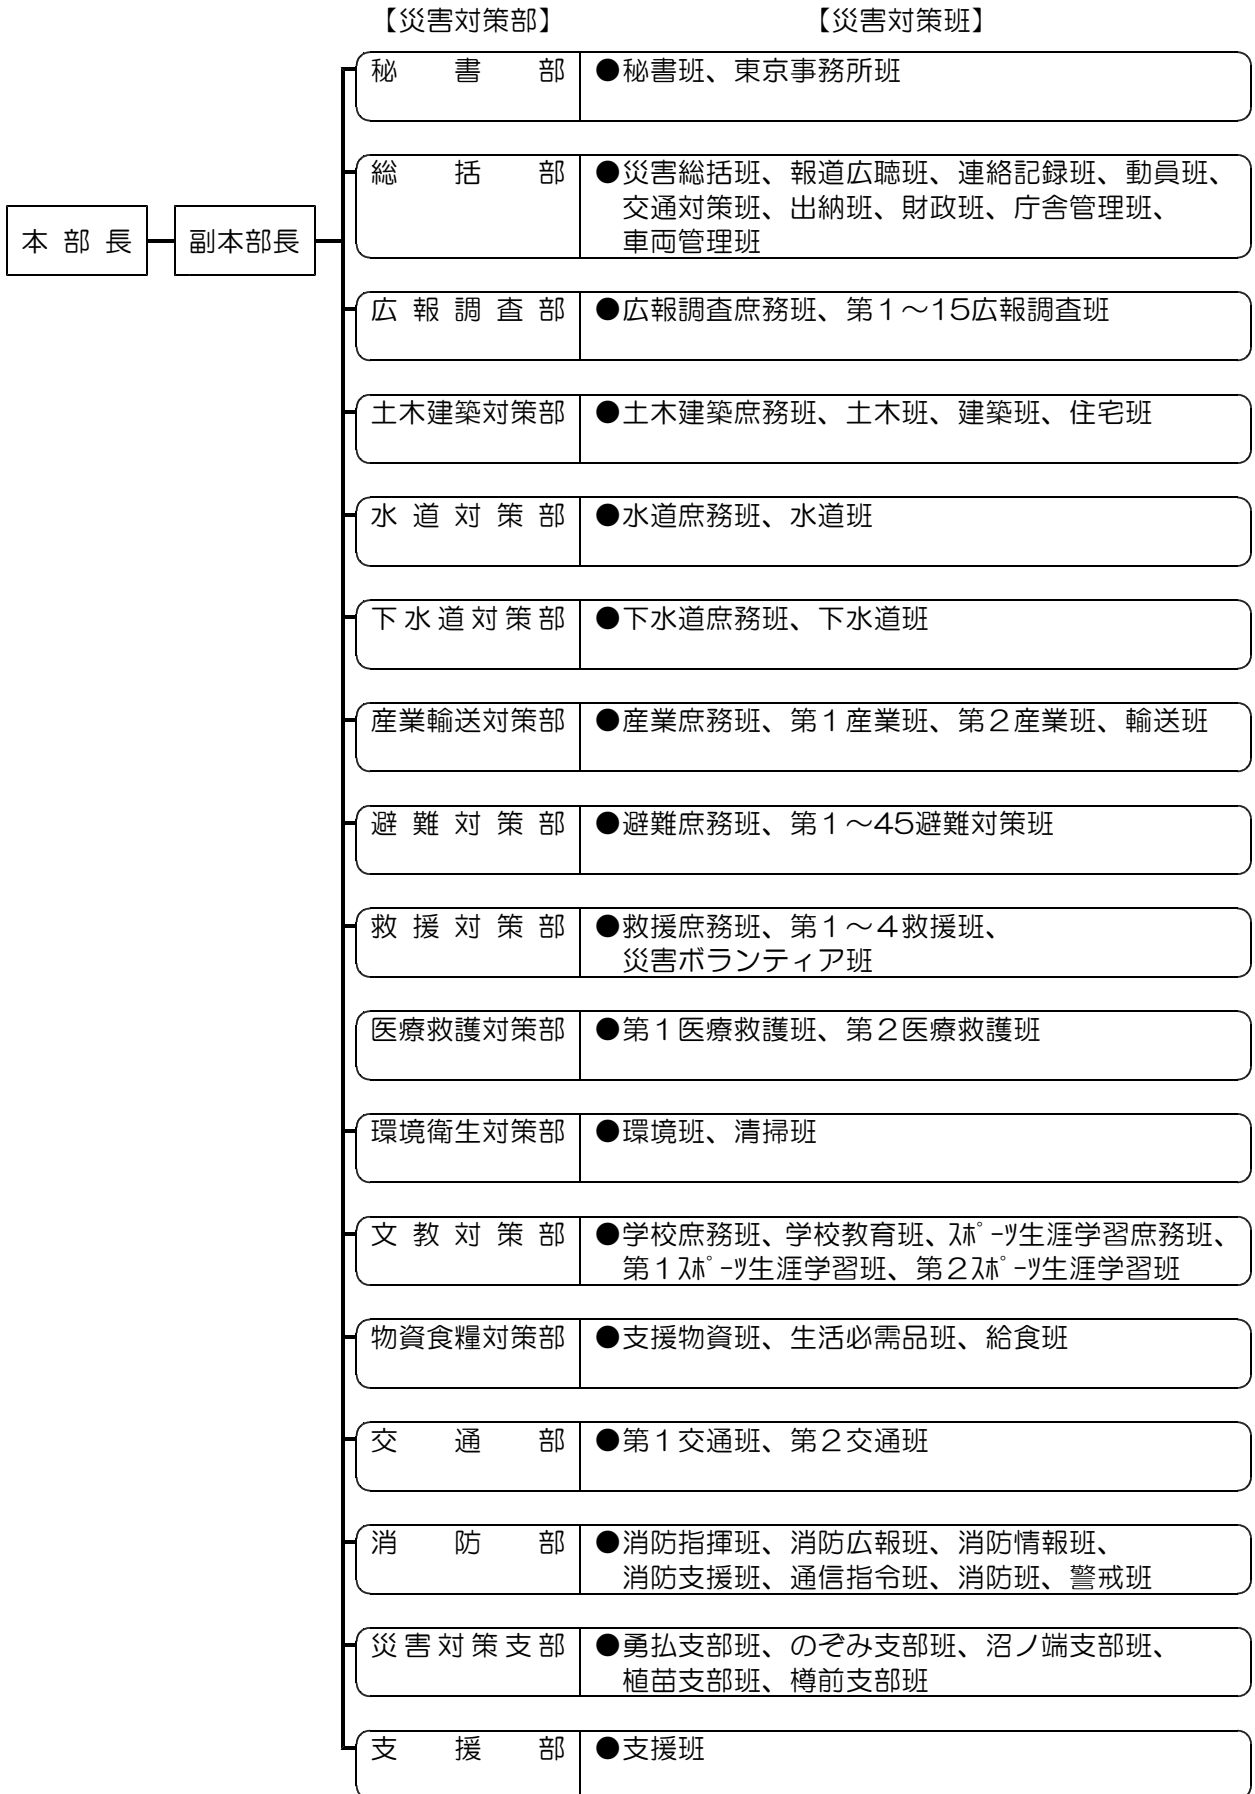 【災害対策部】 【災害対策班】
秘書部 ●秘書班、東京事務所班
総括部 ●災害総括班、報道広聴班、連絡記録班、動員班、
交通対策班、出納班、財政班、庁舎管理班、
車両管理班
本部長 副本部長
広報調査部 ●広報調査庶務班、第1～15広報調査班
土木建築対策部 ●土木建築庶務班、土木班、建築班、住宅班
水道対策部 ●水道庶務班、水道班
下水道対策部 ●下水道庶務班、下水道班
産業輸送対策部 ●産業庶務班、第1産業班、第2産業班、輸送班
避難対策部 ●避難庶務班、第1～45避難対策班
救援対策部 ●救援庶務班、第1～4救援班、
災害ボランティア班
医療救護対策部 ●第1医療救護班、第2医療救護班
環境衛生対策部 ●環境班、清掃班
文教対策部 ●学校庶務班、学校教育班、ｽﾎﾟｰﾂ生涯学習庶務班、
第1ｽﾎﾟｰﾂ生涯学習班、第2ｽﾎﾟｰﾂ生涯学習班
物資食糧対策部 ●支援物資班、生活必需品班、給食班
交通部 ●第1交通班、第2交通班
消防部 ●消防指揮班、消防広報班、消防情報班、
消防支援班、通信指令班、消防班、警戒班
災害対策支部 ●勇払支部班、のぞみ支部班、沼ノ端支部班、
植苗支部班、樽前支部班
支援部 ●支援班